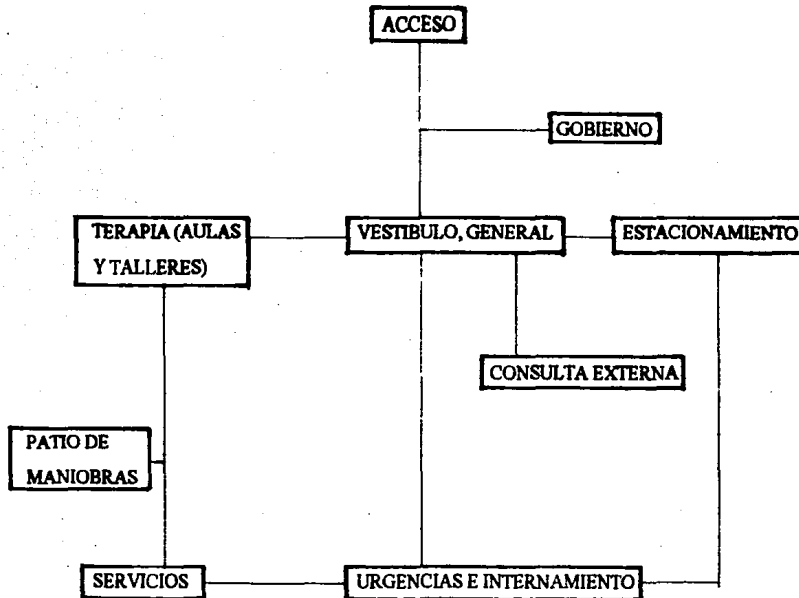 ACCESO
GOBIERNO
TERAPIA (AULAS
Y TALLERES)
VESTIBULO, GENERAL
ESTACIONAMIENTO
CONSULTA EXTERNA
PATIO DE
MANIOBRAS
SERVICIOS
URGENCIAS E INTERNAMIENTO